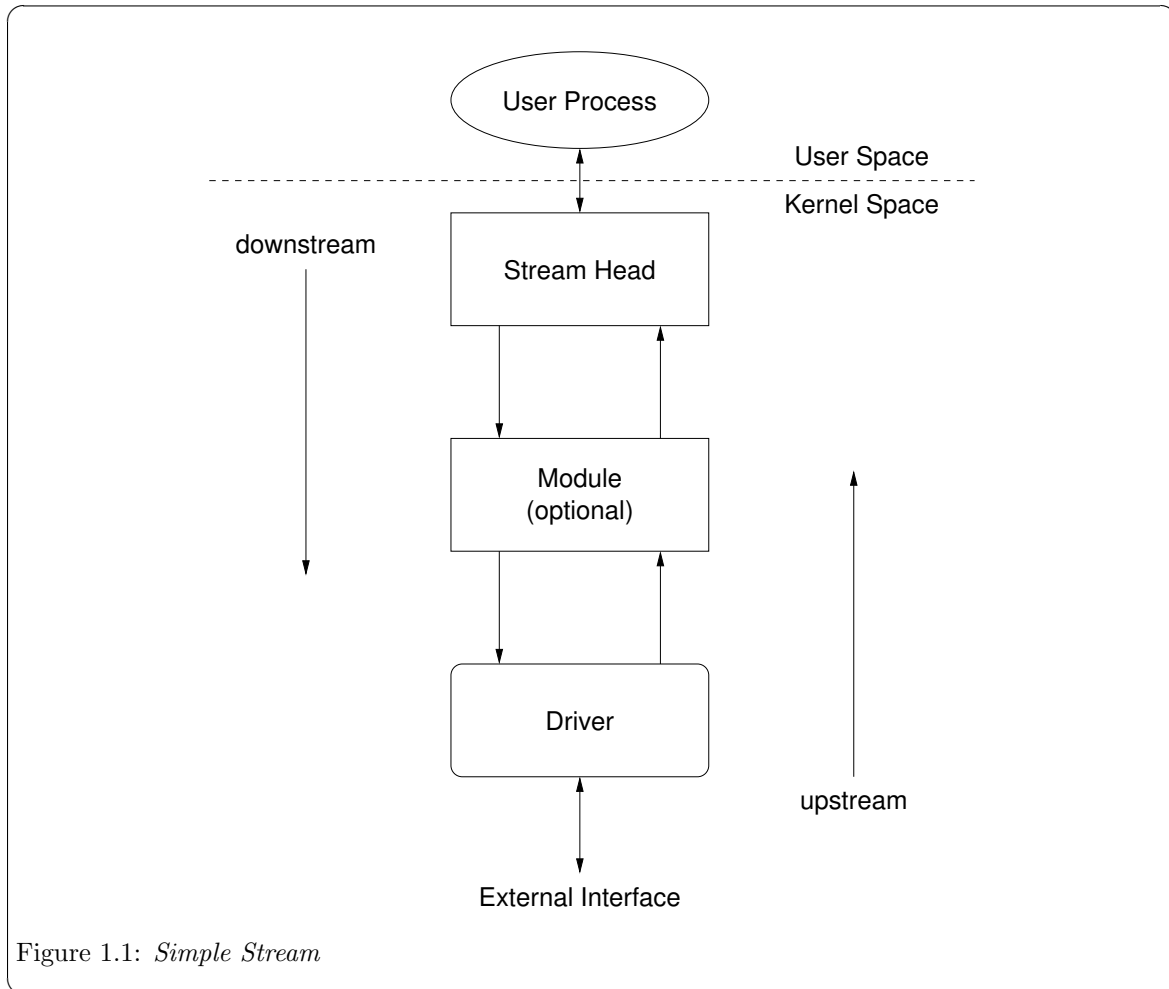 User Process
User Space
Kernel Space
downstream
Stream Head
Module
(optional)
Driver
upstream
External Interface
Figure 1.1: Simple Stream